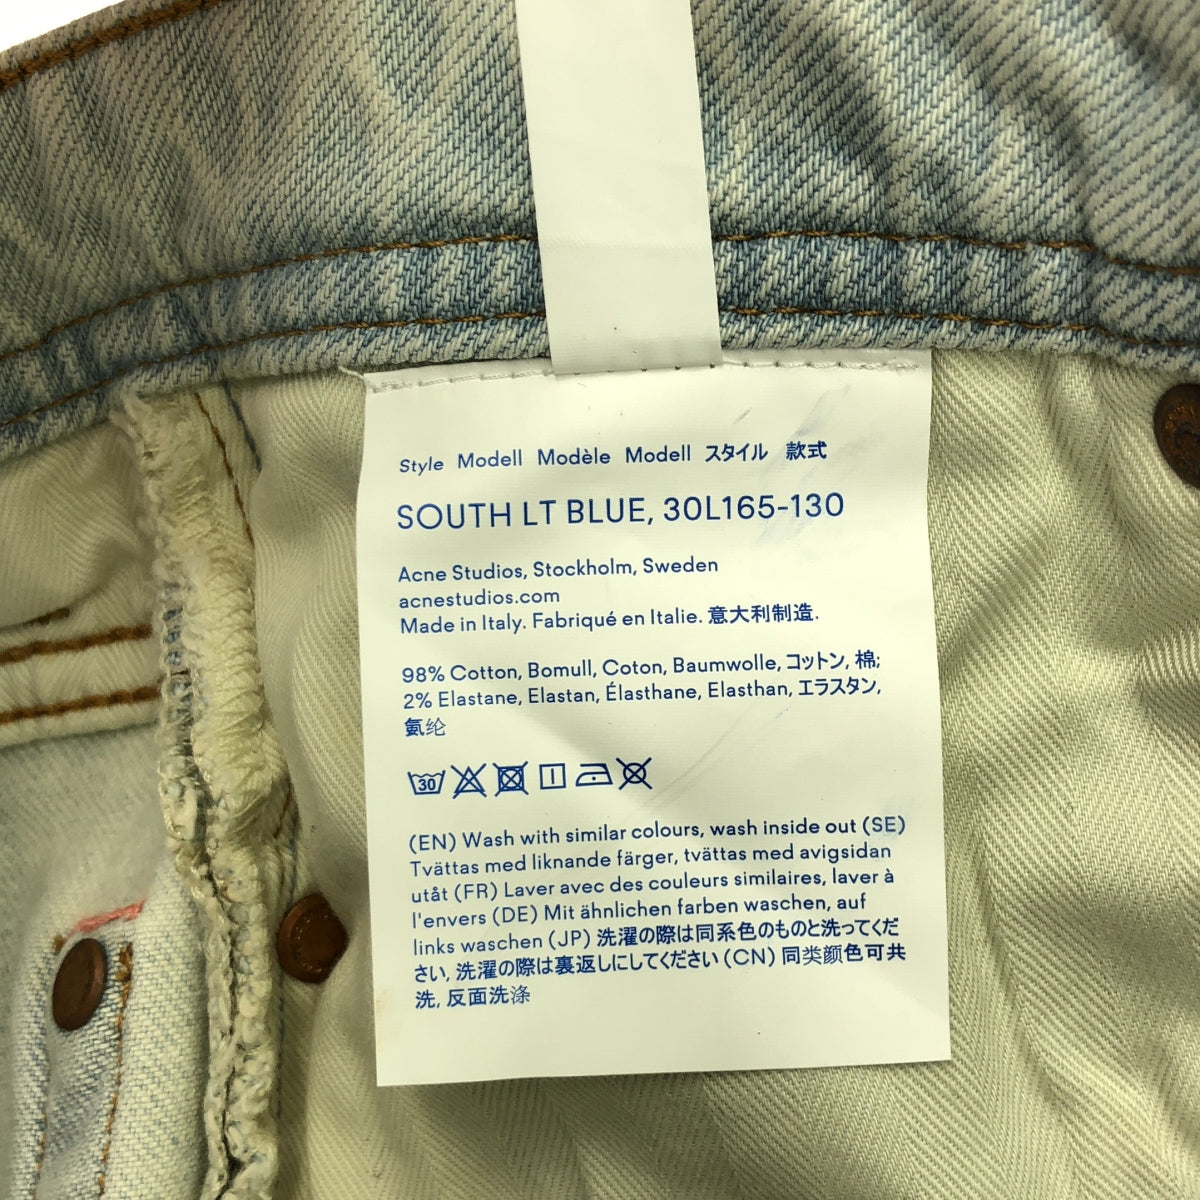 Style Modell Modèle Modell スタイル 款式
SOUTH LT BLUE, 30L165-130
Acne Studios, Stockholm, Sweden
acnestudios.com
Made in Italy. Fabriqué en Italie. 意大利制造.
98% Cotton, Bomull, Coton, Baumwolle, コットン, 棉;
2% Elastane, Elastan, Élasthane, Elasthan, エラスタン,
氨纶
30
(EN) Wash with similar colours, wash inside out (SE)
Tvättas med liknande färger, tvättas med avigsidan
utåt (FR) Laver avec des couleurs similaires, laver à
l'envers (DE) Mit ähnlichen farben waschen, auf
links waschen (JP) 洗濯の際は同系色のものと洗ってくだ
さい, 洗濯の際は裏返しにしてください (CN) 同类颜色可共
洗, 反面洗涤